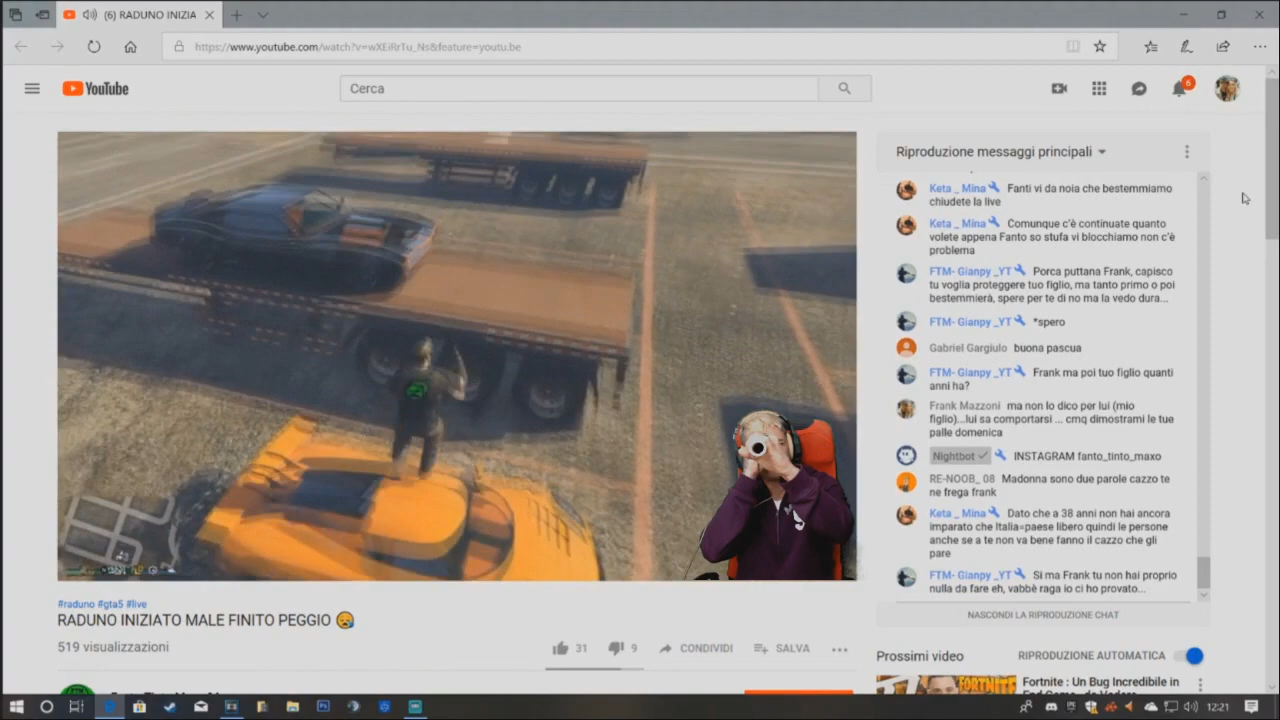 (6) RADUNO INIZIA
https://www.youtube.com/watch?v=wXEiRrTu_Ns&feature=youtu.be
YouTube
Cerca
6
Riproduzione messaggi principali
Keta _ Mina Fanti vi da noia che bestemmiamo
chiudete la live
Keta _ Mina Comunque c'è continuate quanto
volete appena Fanto so stufa vi blocchiamo non c'è
problema
FTM- Gianpy _YT Porca puttana Frank, capisco
tu voglia proteggere tuo figlio, ma tanto primo o poi
bestemmierà, spere per te di no ma la vedo dura...
FTM- Gianpy _YT *spero
Gabriel Gargiulo buona pascua
FTM- Gianpy _YT Frank ma poi tuo figlio quanti
anni ha?
Frank Mazzoni ma non lo dico per lui (mio
figlio)...lui sa comportarsi ... cmq dimostrami le tue
palle domenica
Nightbot INSTAGRAM fanto_tinto_maxo
RE-NOOB_ 08 Madonna sono due parole cazzo te
ne frega frank
Keta _ Mina Dato che a 38 anni non hai ancora
imparato che Italia=paese libero quindi le persone
anche se a te non va bene fanno il cazzo che gli
pare
FTM- Gianpy _YT Si ma Frank tu non hai proprio
nulla da fare eh, vabbè raga io ci ho provato...
NASCONDI LA RIPRODUZIONE CHAT
#raduno #gta5 #live
RADUNO INIZIATO MALE FINITO PEGGIO
519 visualizzazioni
31
9
CONDIVIDI
SALVA
Prossimi video
RIPRODUZIONE AUTOMATICA
FORTNITE
Fortnite : Un Bug Incredibile in
12:21